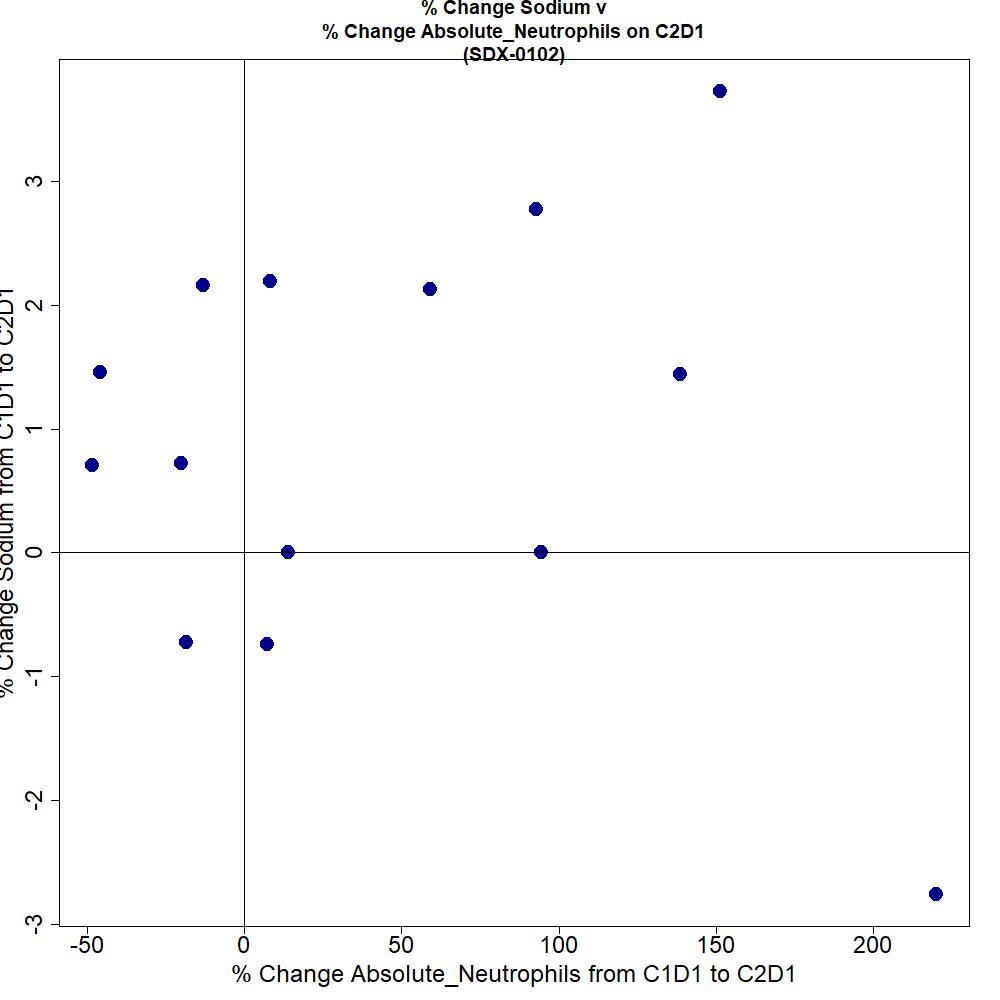 % Change Sodium v
% Change Absolute_Neutrophils on C2D1
(SDX-0102)
% Change Sodium from C1D1 to C2D1
3
2
1
0
-1
-2
-3
-50 0 50 100 150 200
% Change Absolute_Neutrophils from C1D1 to C2D1